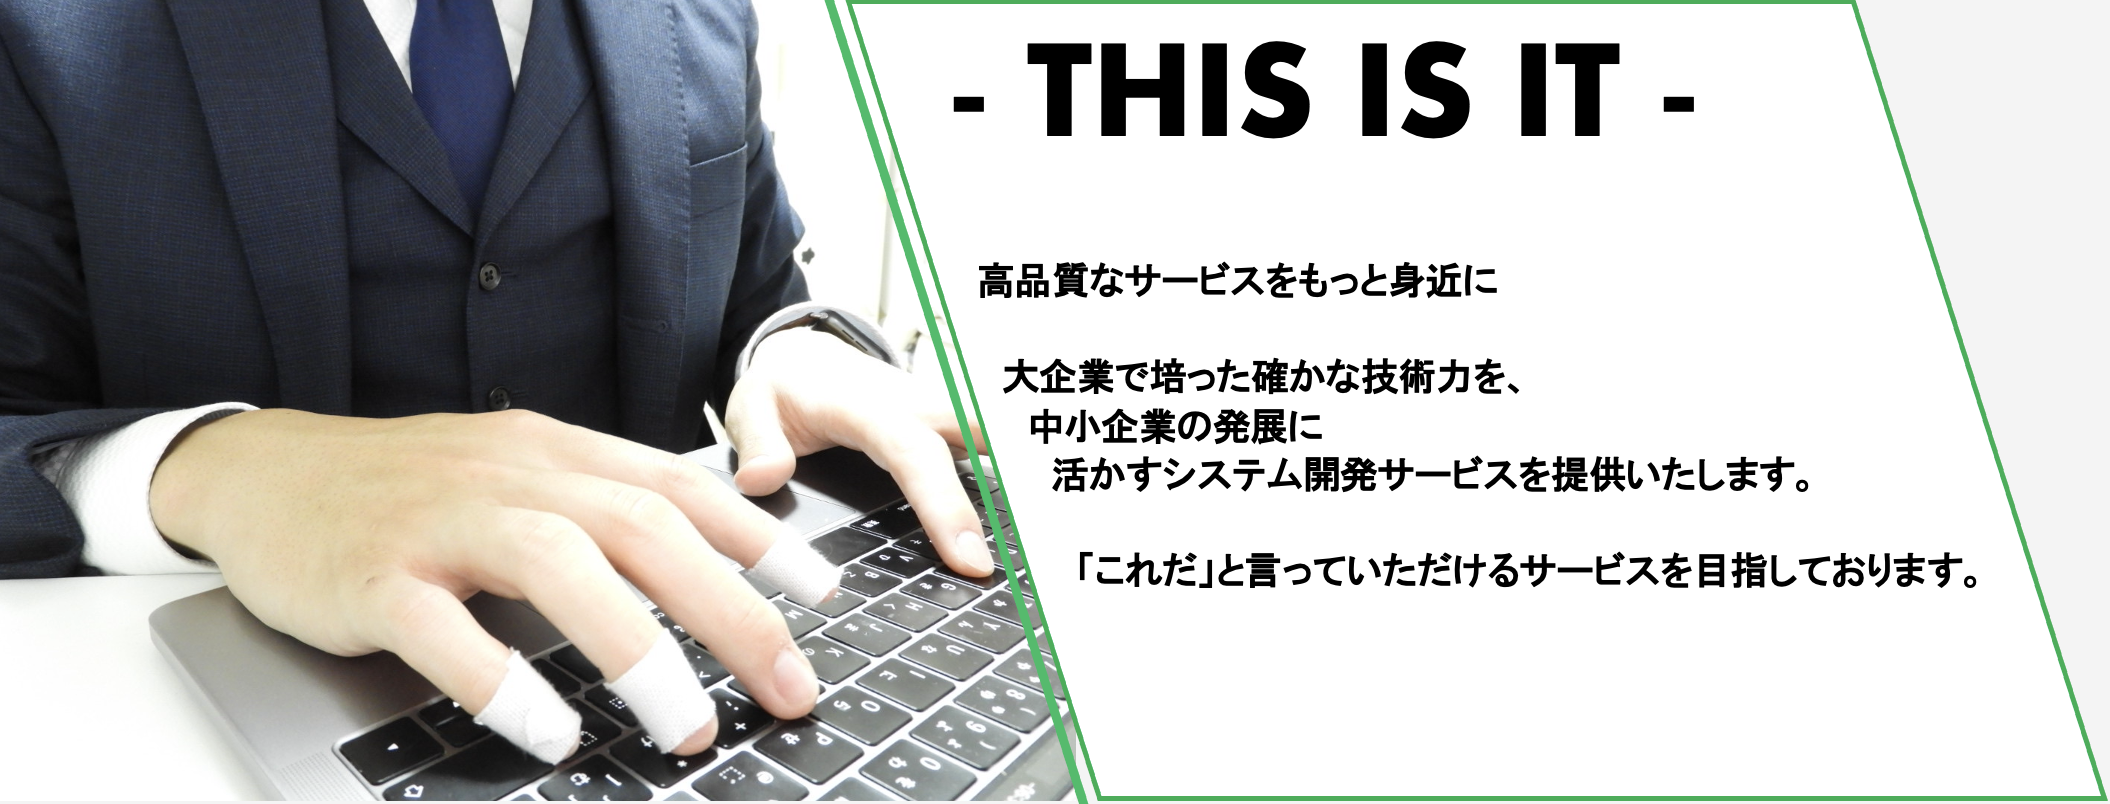 - THIS IS IT -
高品質なサービスをもっと身近に
大企業で培った確かな技術力を、
中小企業の発展に
活かすシステム開発サービスを提供いたします。
「これだ」と言っていただけるサービスを目指しております。